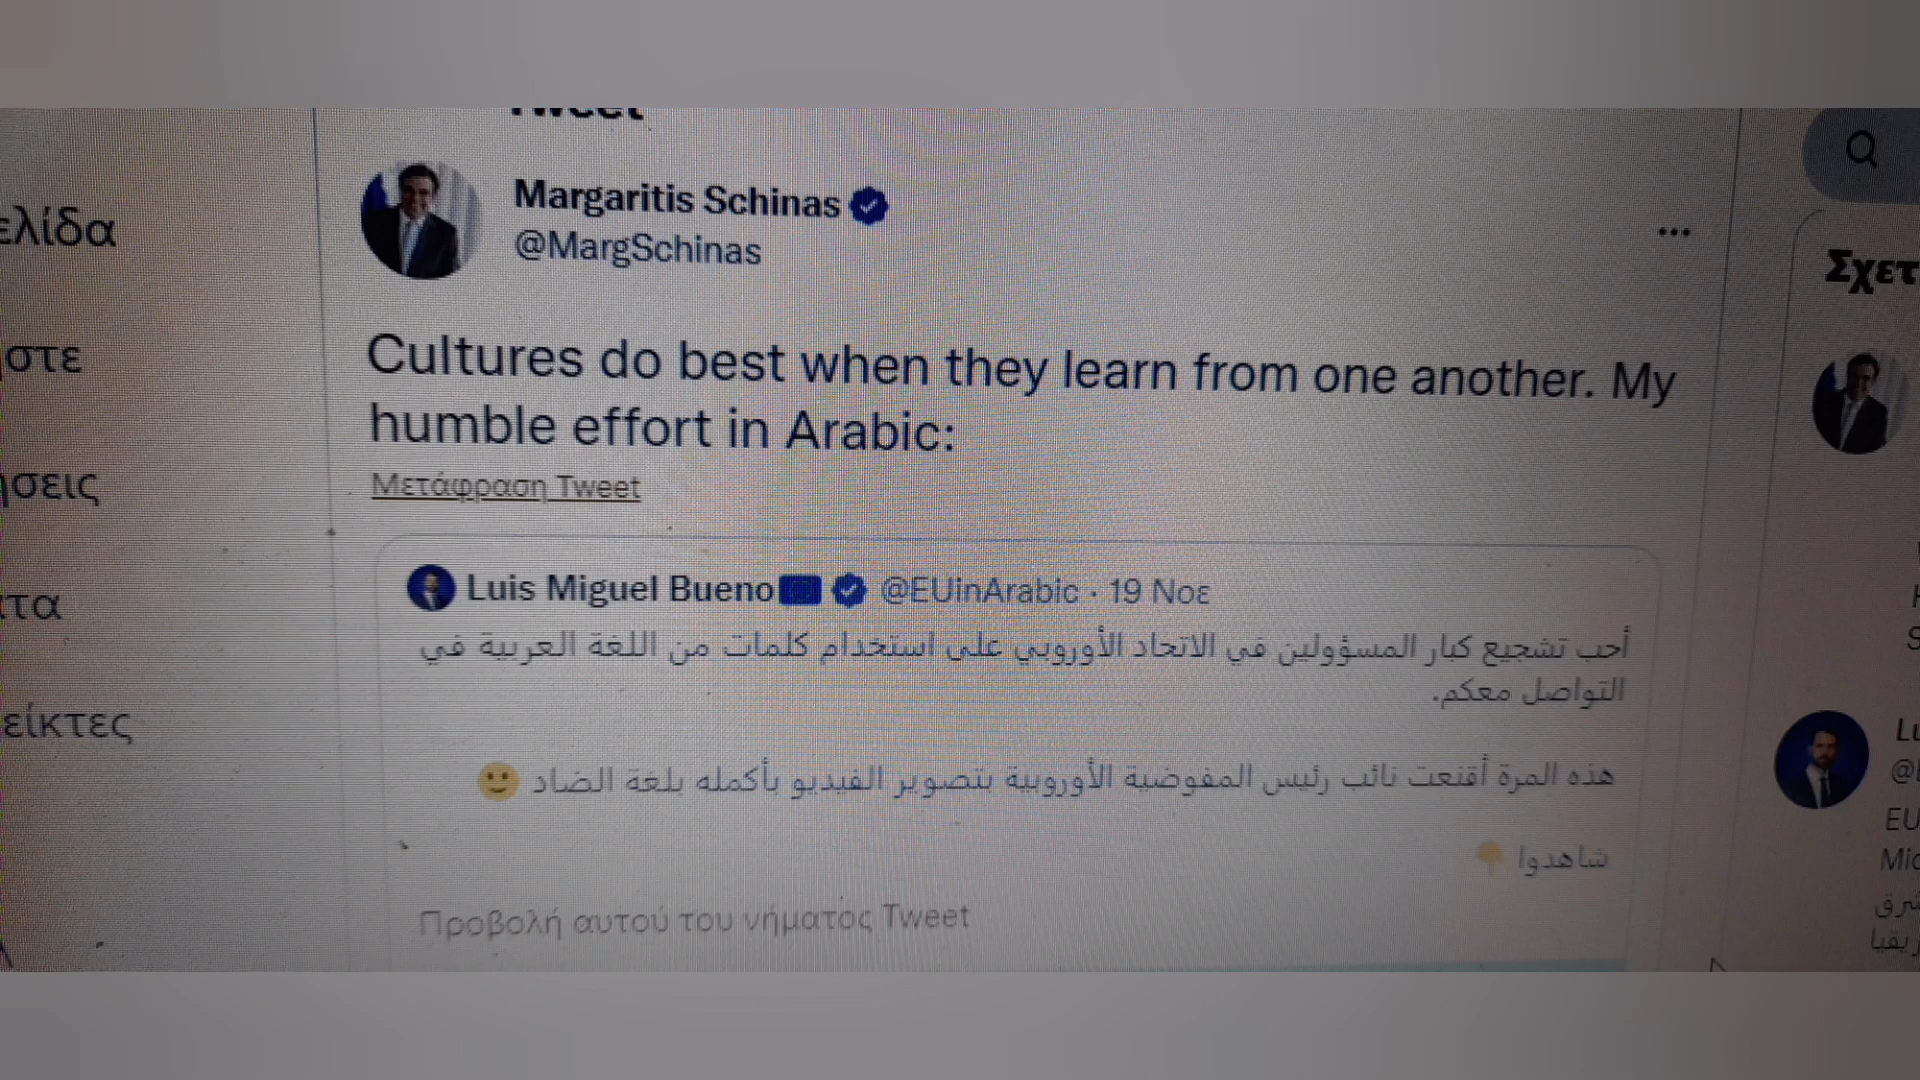 Tweet
Margaritis Schinas
@MargSchinas
Cultures do best when they learn from one another. My
humble effort in Arabic:
Μετάφραση Tweet
Luis Miguel Bueno @EUinArabic · 19 Νοε
أحب تشجيع كبار المسؤولين في الاتحاد الأوروبي على استخدام كلمات من اللغة العربية في
التواصل معكم.
هذه المرة أقنعت نائب رئيس المفوضية الأوروبية بتصوير الفيديو بأكمله بلغة الضاد 🙂
شاهدوا 👇
Προβολή αυτού του νήματος Tweet
ελίδα
στε
σεις
τα
είκτες
Σχετ
Lu
@
EU
Mic